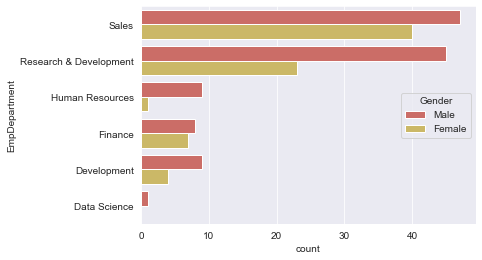 Sales
Research & Development
Human Resources
Finance
Development
Data Science
EmpDepartment
Gender
Male
Female
0 10 20 30 40
count